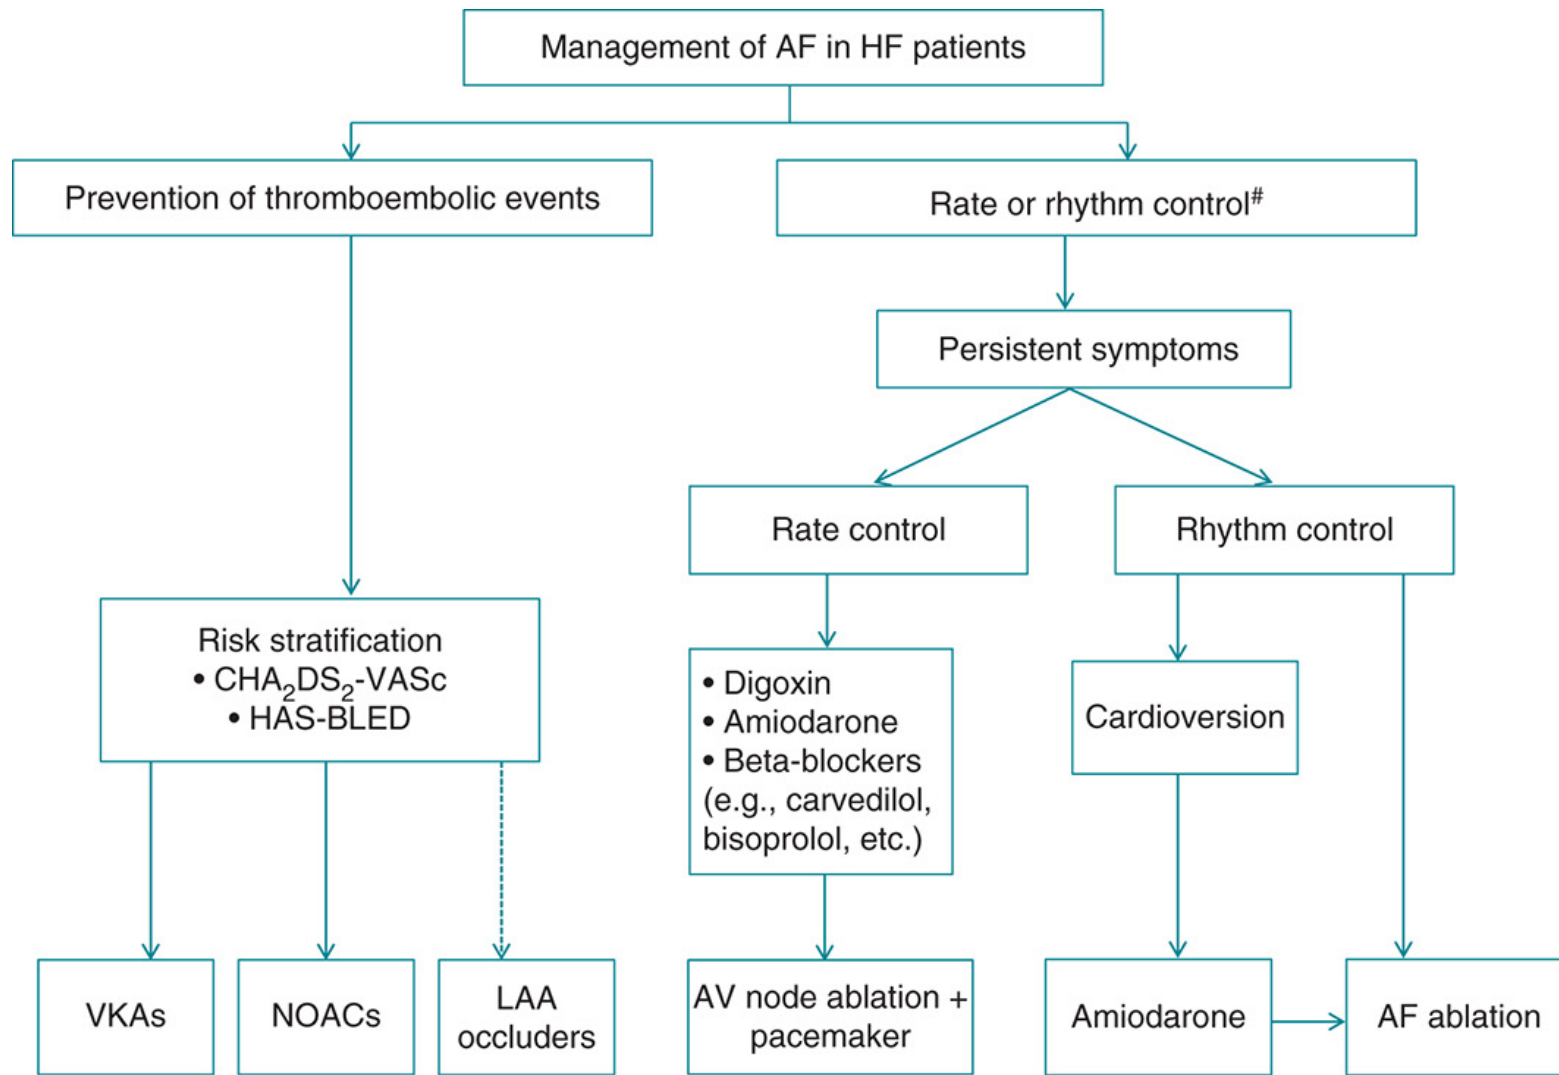 Management of AF in HF patients
Prevention of thromboembolic events
Rate or rhythm control#
Persistent symptoms
Rate control
Rhythm control
Risk stratification
• CHA2DS2-VASc
• HAS-BLED
• Digoxin
• Amiodarone
• Beta-blockers
(e.g., carvedilol,
bisoprolol, etc.)
Cardioversion
VKAs
NOACs
LAA
occluders
AV node ablation +
pacemaker
Amiodarone
AF ablation